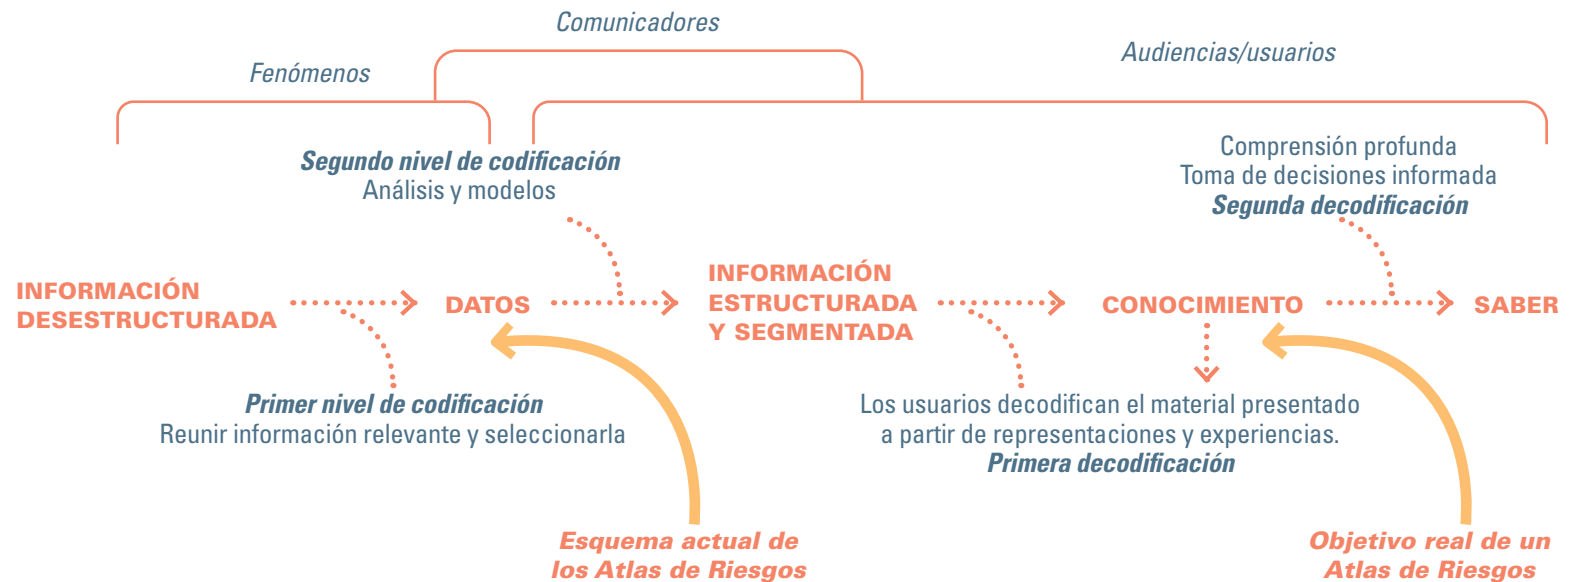 Comunicadores
Fenómenos
Audiencias/usuarios
Segundo nivel de codificación
Análisis y modelos
Comprensión profunda
Toma de decisiones informada
Segunda decodificación
INFORMACIÓN
DESESTRUCTURADA
DATOS
INFORMACIÓN
ESTRUCTURADA
Y SEGMENTADA
CONOCIMIENTO
SABER
Primer nivel de codificación
Reunir información relevante y seleccionarla
Los usuarios decodifican el material presentado
a partir de representaciones y experiencias.
Primera decodificación
Esquema actual de
los Atlas de Riesgos
Objetivo real de un
Atlas de Riesgos